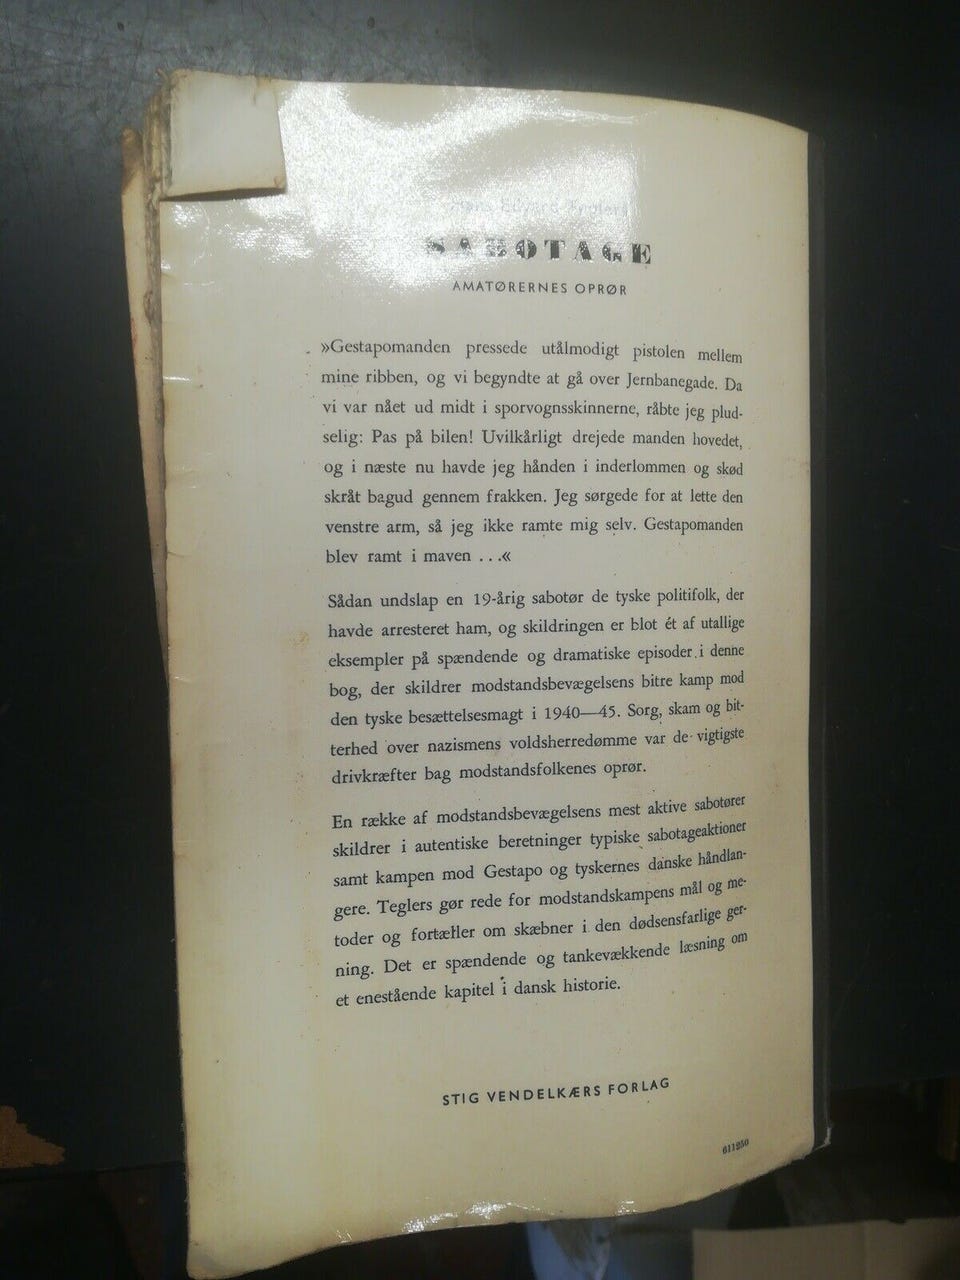 Hans Edvard Teglers
SABOTAGE
AMATØRERNES OPRØR
»Gestapomanden pressede utålmodigt pistolen mellem
mine ribben, og vi begyndte at gå over Jernbanegade. Da
vi var nået ud midt i sporvognsskinnerne, råbte jeg plud-
selig: Pas på bilen! Uvilkårligt drejede manden hovedet,
og i næste nu havde jeg hånden i inderlommen og skød
skråt bagud gennem frakken. Jeg sørgede for at lette den
venstre arm, så jeg ikke ramte mig selv. Gestapomanden
blev ramt i maven . . .«
Sådan undslap en 19-årig sabotør de tyske politifolk, der
havde arresteret ham, og skildringen er blot ét af utallige
eksempler på spændende og dramatiske episoder i denne
bog, der skildrer modstandsbevægelsens bitre kamp mod
den tyske besættelsesmagt i 1940—45. Sorg, skam og bit-
terhed over nazismens voldsherredømme var de vigtigste
drivkræfter bag modstandsfolkenes oprør.
En række af modstandsbevægelsens mest aktive sabotører
skildrer i autentiske beretninger typiske sabotageaktioner
samt kampen mod Gestapo og tyskernes danske håndlan-
gere. Teglers gør rede for modstandskampens mål og me-
toder og fortæller om skæbner i den dødsensfarlige ger-
ning. Det er spændende og tankevækkende læsning om
et enestående kapitel i dansk historie.
STIG VENDELKÆRS FORLAG
611250